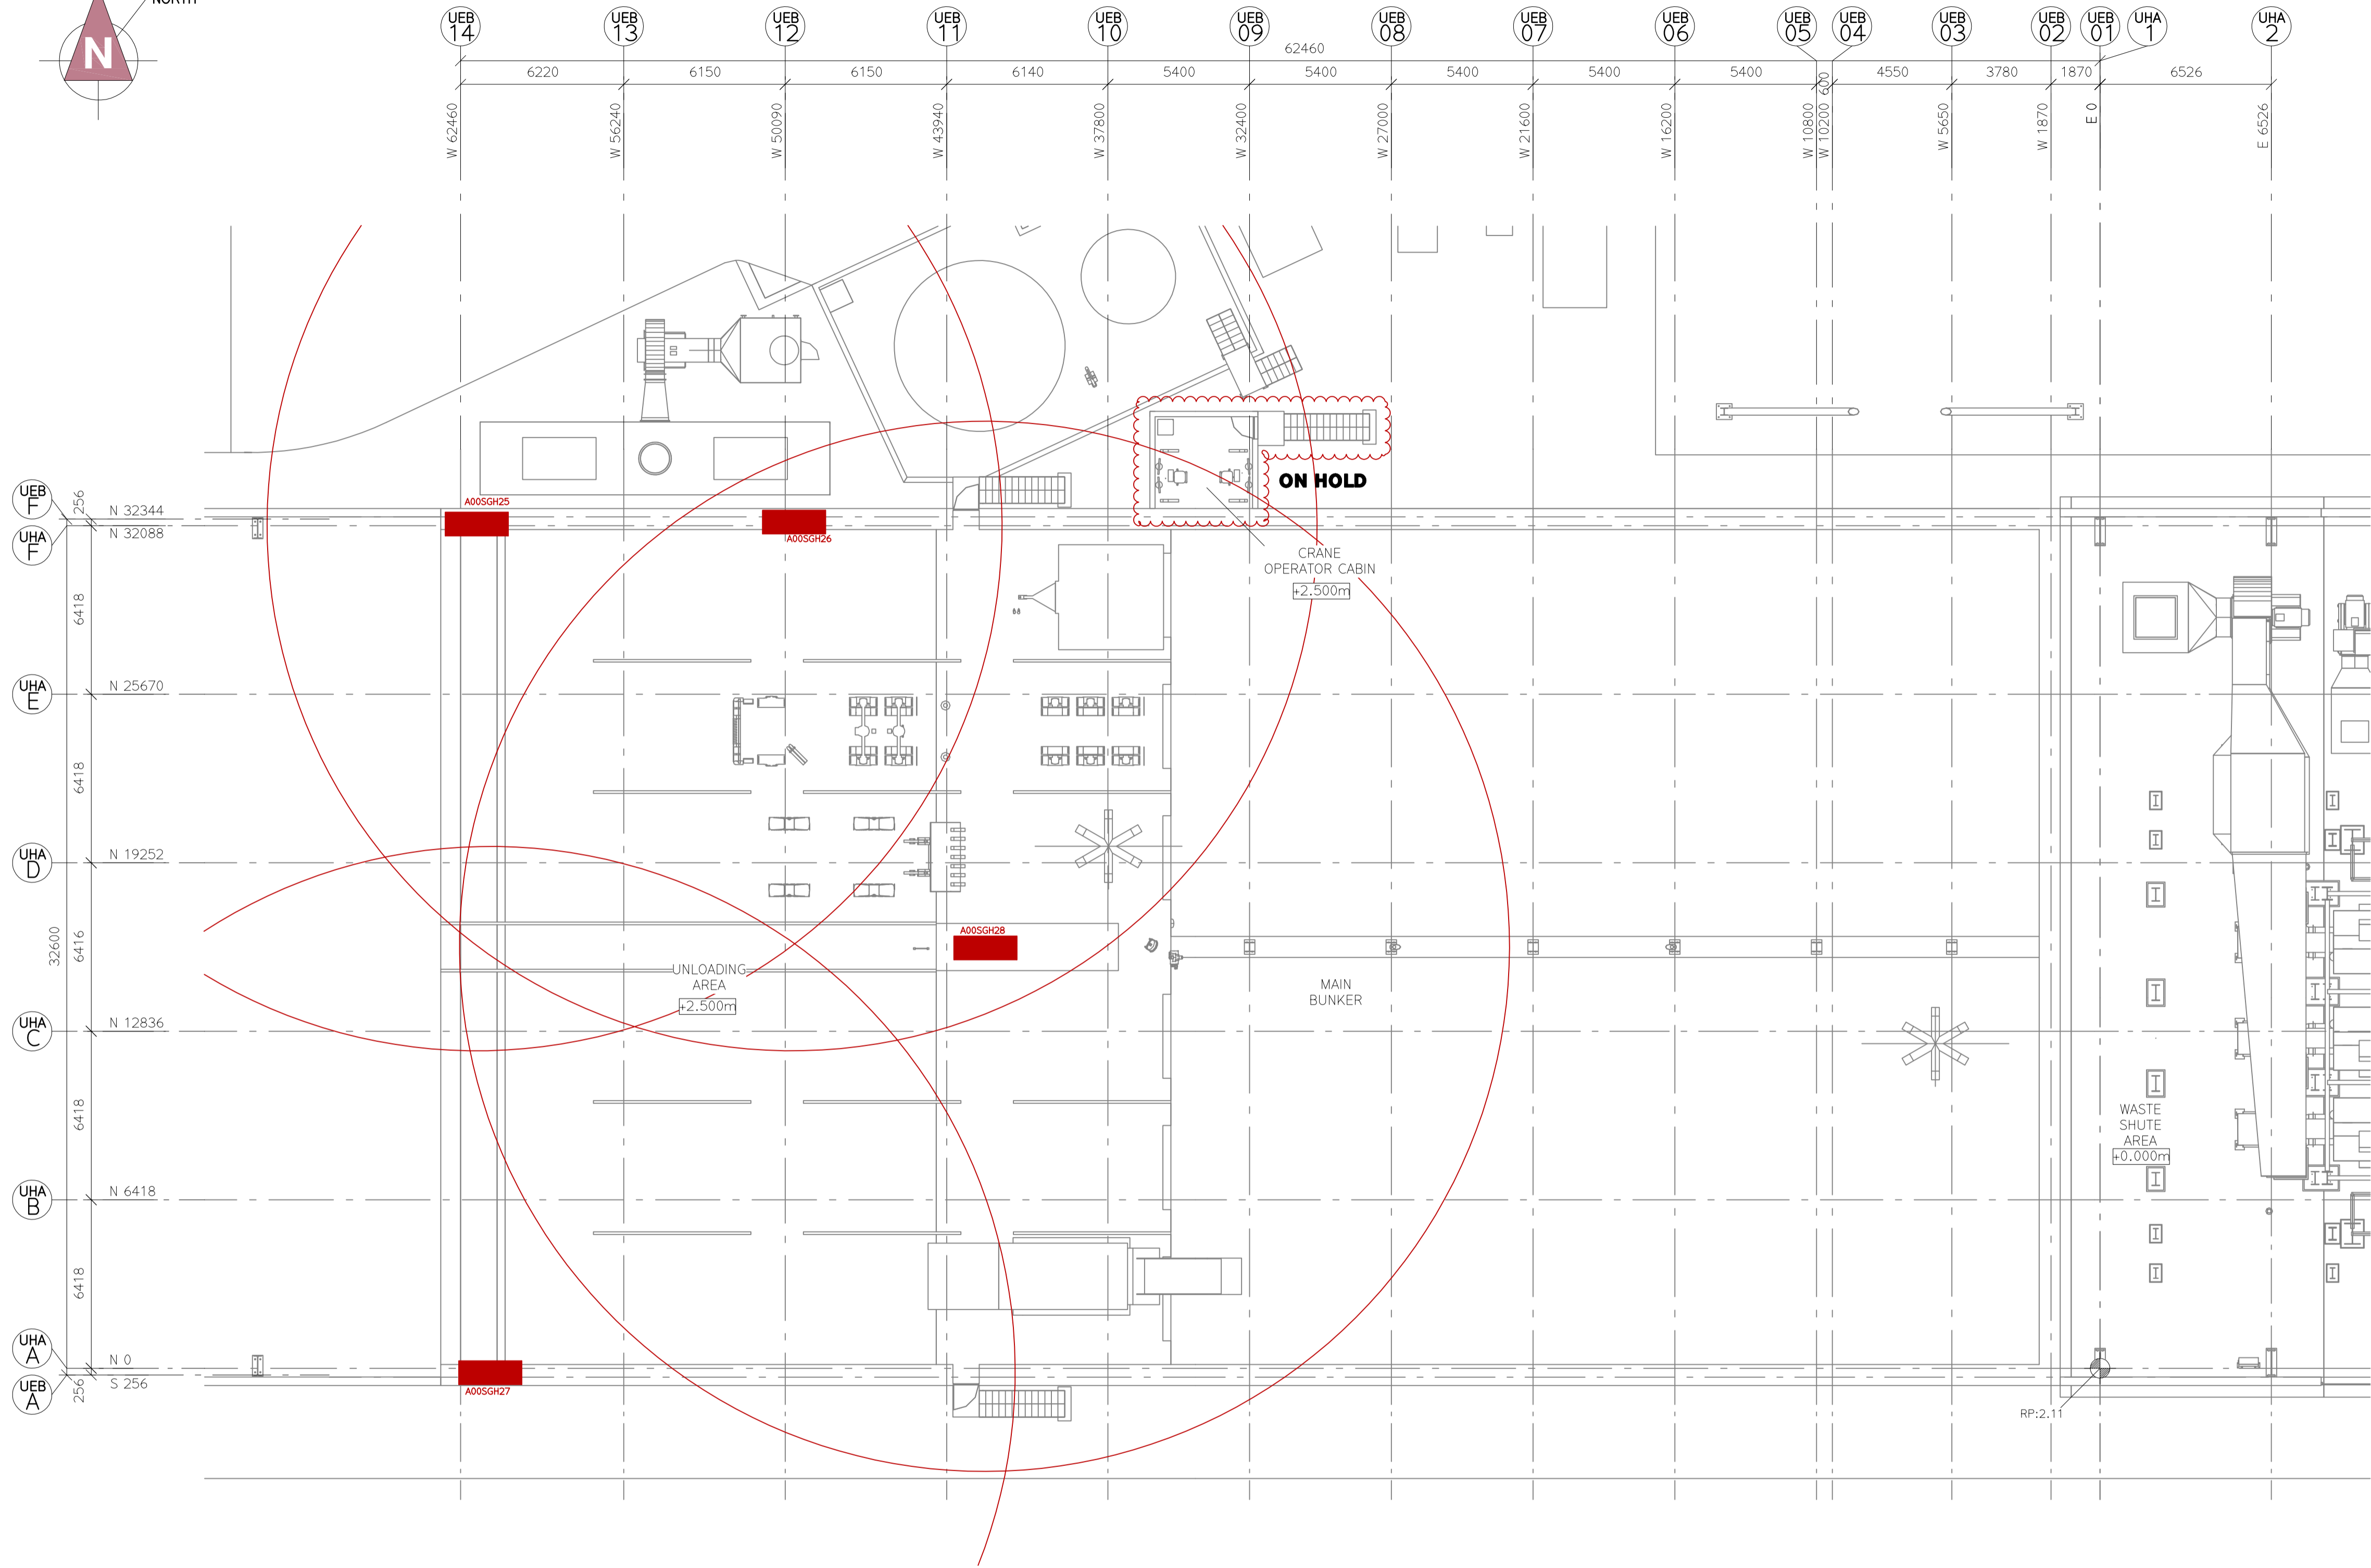 NORTH
N
UEB
14
UEB
13
UEB
12
UEB
11
UEB
10
UEB
09
UEB
08
UEB
07
UEB
06
UEB
05
UEB
04
UEB
03
UEB
02
UEB
01
UHA
1
UHA
2
62460
6220
6150
6150
6140
5400
5400
5400
5400
5400
600
4550
3780
1870
6526
W 62460
W 56240
W 50090
W 43940
W 37800
W 32400
W 27000
W 21600
W 16200
W 10800
W 10200
W 5650
W 1870
E 0
E 6526
ON HOLD
UEB
F
256
N 32344
A00SGH25
UHA
F
N 32088
A00SGH26
CRANE
OPERATOR CABIN
+2.500m
6418
UHA
E
N 25670
6418
UHA
D
N 19252
32600
6416
A00SGH28
UNLOADING
AREA
+2.500m
MAIN
BUNKER
UHA
C
N 12836
6418
WASTE
SHUTE
AREA
+0.000m
UHA
B
N 6418
6418
UHA
A
N 0
UEB
A
256
S 256
A00SGH27
RP:2.11